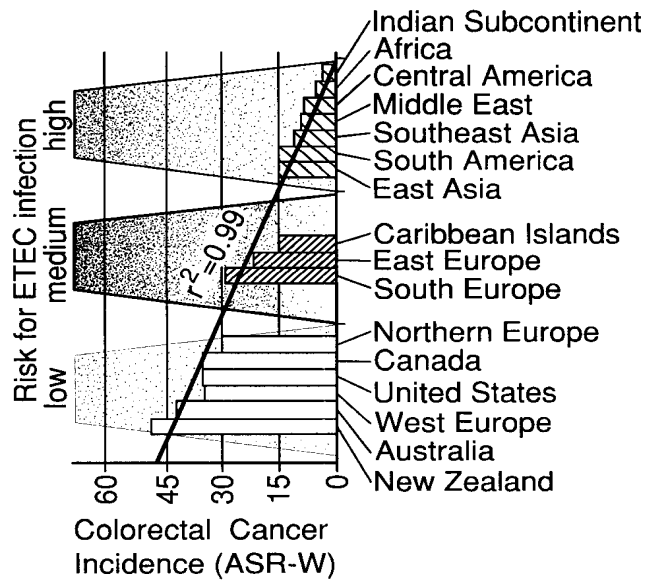 Indian Subcontinent
Africa
Central America
Middle East
Southeast Asia
South America
East Asia
Caribbean Islands
East Europe
South Europe
Northern Europe
Canada
United States
West Europe
Australia
New Zealand
Risk for ETEC infection
high
medium
low
r²=0.99
60
45
30
15
0
Colorectal Cancer
Incidence (ASR-W)